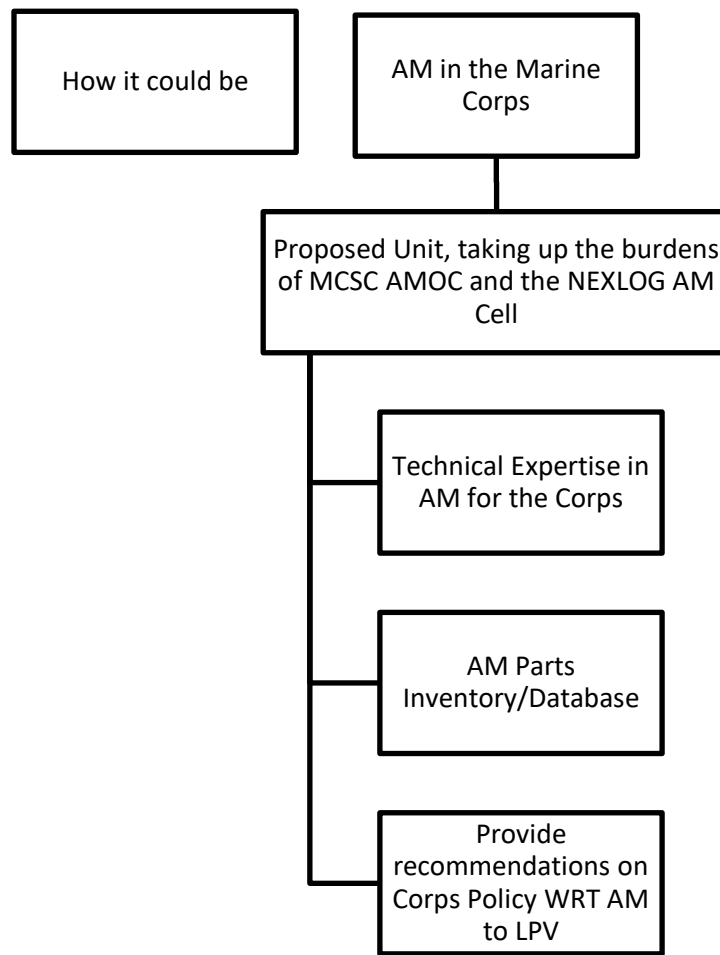 How it could be
AM in the Marine
Corps
Proposed Unit, taking up the burdens
of MCSC AMOC and the NEXLOG AM
Cell
Technical Expertise in
AM for the Corps
AM Parts
Inventory/Database
Provide
recommendations on
Corps Policy WRT AM
to LPV